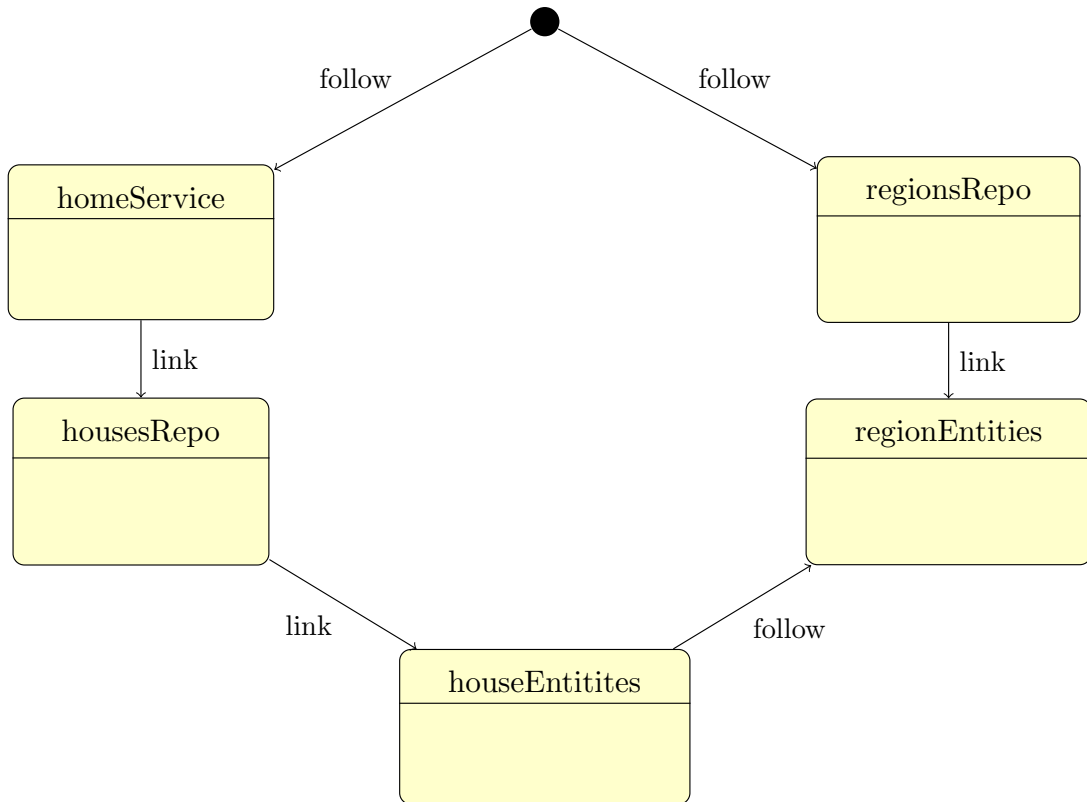 follow
follow
homeService
regionsRepo
link
link
housesRepo
regionEntities
link
follow
houseEntitites